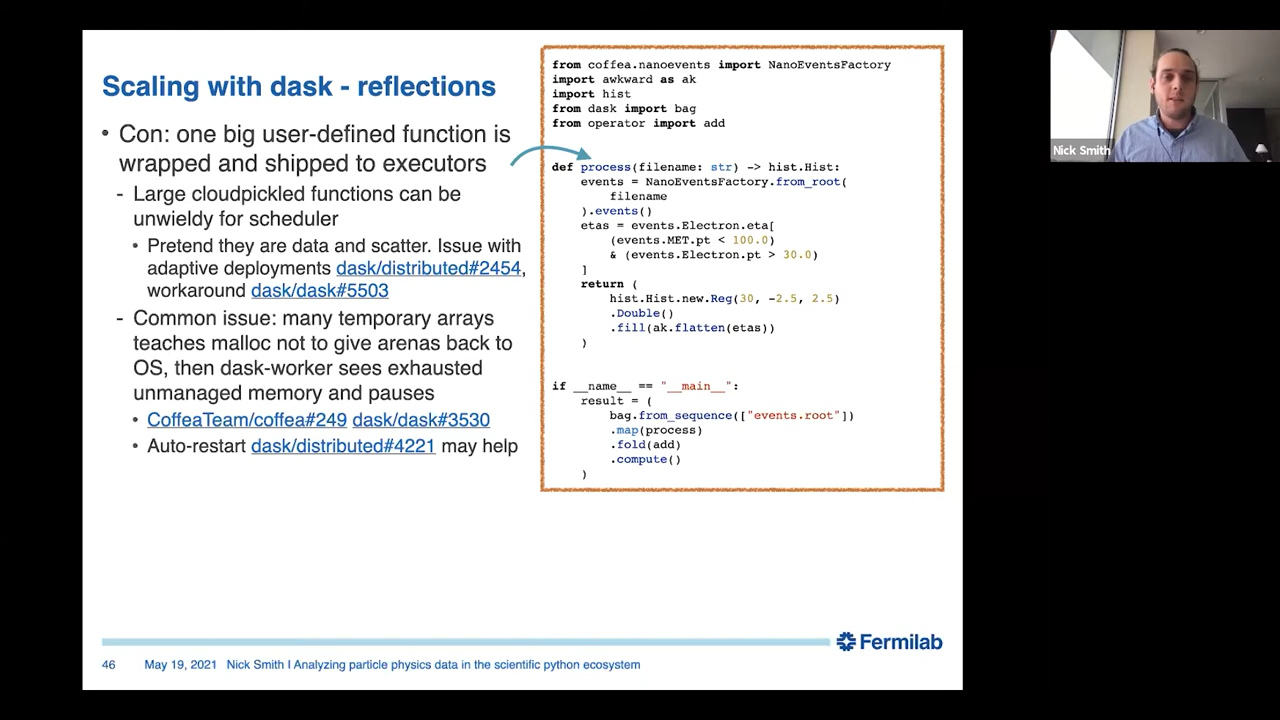 Scaling with dask - reflections
• Con: one big user-defined function is
wrapped and shipped to executors
- Large cloudpickled functions can be
unwieldy for scheduler
• Pretend they are data and scatter. Issue with
adaptive deployments dask/distributed#2454,
workaround dask/dask#5503
- Common issue: many temporary arrays
teaches malloc not to give arenas back to
OS, then dask-worker sees exhausted
unmanaged memory and pauses
• CoffeaTeam/coffea#249 dask/dask#3530
• Auto-restart dask/distributed#4221 may help
from coffea.nanoevents import NanoEventsFactory
import awkward as ak
import hist
from dask import bag
from operator import add
def process(filename: str) -> hist.Hist:
    events = NanoEventsFactory.from_root(
        filename
    ).events()
    etas = events.Electron.eta[
        (events.MET.pt < 100.0)
        & (events.Electron.pt > 30.0)
    ]
    return (
        hist.Hist.new.Reg(30, -2.5, 2.5)
        .Double()
        .fill(ak.flatten(etas))
    )
if __name__ == "__main__":
    result = (
        bag.from_sequence(["events.root"])
        .map(process)
        .fold(add)
        .compute()
    )
Nick Smith
Fermilab
46 May 19, 2021 Nick Smith I Analyzing particle physics data in the scientific python ecosystem